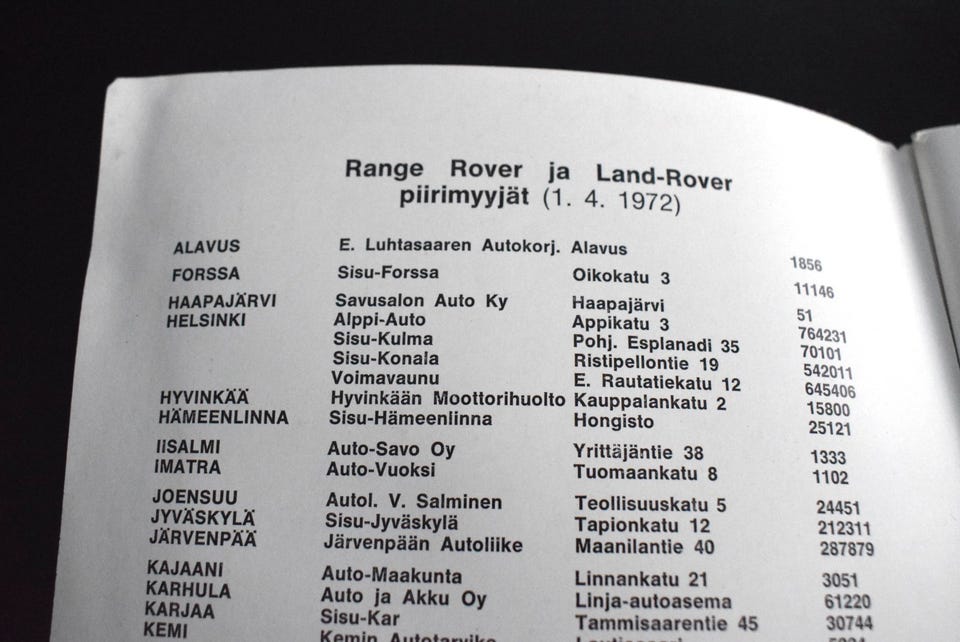 Range Rover ja Land-Rover
piirimyyjät (1. 4. 1972)
ALAVUS E. Luhtasaaren Autokorj. Alavus 1856
FORSSA Sisu-Forssa Oikokatu 3 11146
HAAPAJÄRVI Savusalon Auto Ky Haapajärvi 51
HELSINKI Alppi-Auto Appikatu 3 764231
Sisu-Kulma Pohj. Esplanadi 35 70101
Sisu-Konala Ristipellontie 19 542011
Voimavaunu E. Rautatiekatu 12 645406
HYVINKÄÄ Hyvinkään Moottorihuolto Kauppalankatu 2 15800
HÄMEENLINNA Sisu-Hämeenlinna Hongisto 25121
IISALMI Auto-Savo Oy Yrittäjäntie 38 1333
IMATRA Auto-Vuoksi Tuomaankatu 8 1102
JOENSUU Autol. V. Salminen Teollisuuskatu 5 24451
JYVÄSKYLÄ Sisu-Jyväskylä Tapionkatu 12 212311
JÄRVENPÄÄ Järvenpään Autoliike Maanilantie 40 287879
KAJAANI Auto-Maakunta Linnankatu 21 3051
KARHULA Auto ja Akku Oy Linja-autoasema 61220
KARJAA Sisu-Kar Tammisaarentie 45 30744
KEMI Kemin Autotarvike